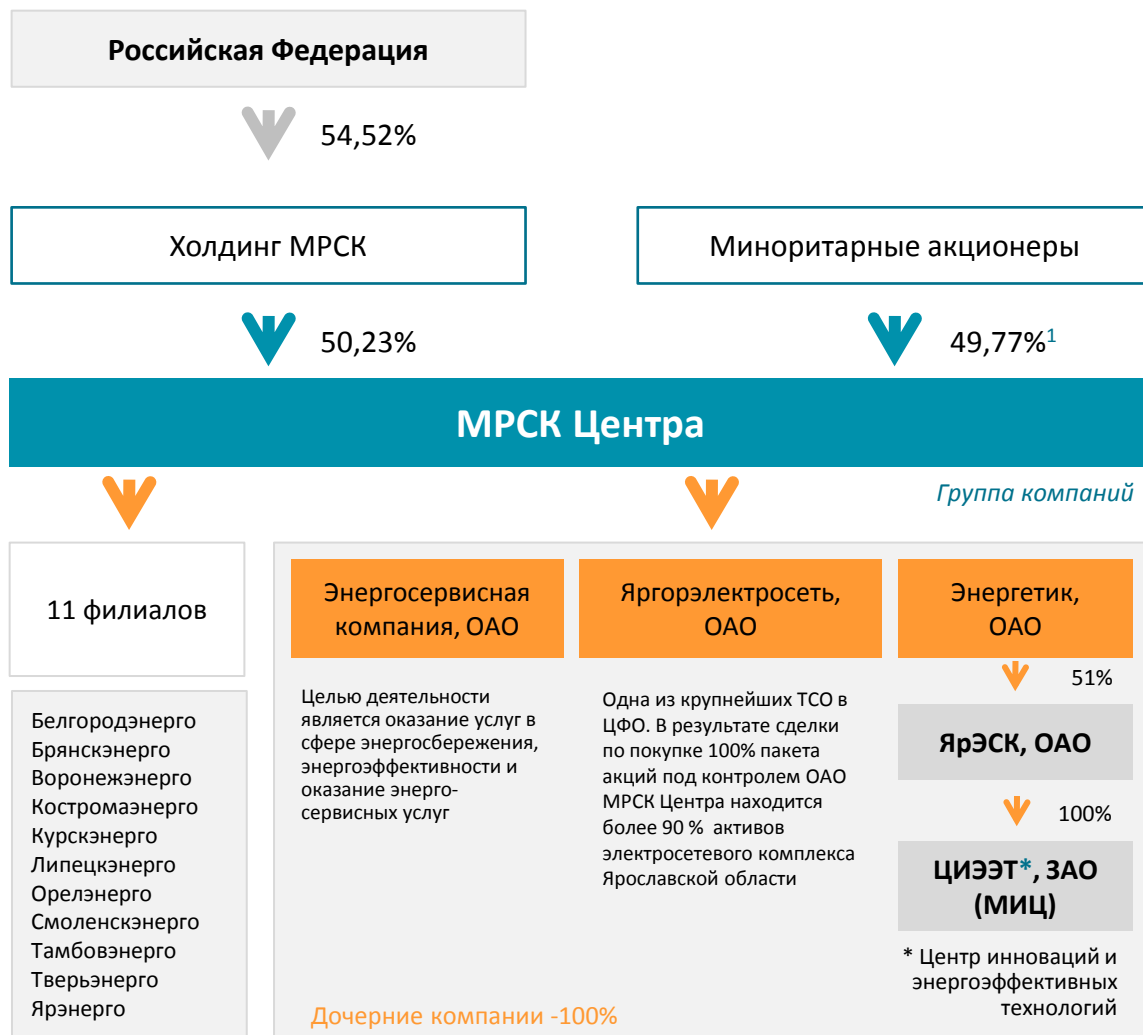 Российская Федерация
54,52%
Холдинг МРСК
Миноритарные акционеры
50,23%
49,77%1
МРСК Центра
Группа компаний
11 филиалов
Белгородэнерго
Брянскэнерго
Воронежэнерго
Костромаэнерго
Курскэнерго
Липецкэнерго
Орелэнерго
Смоленскэнерго
Тамбовэнерго
Тверьэнерго
Ярэнерго
Энергосервисная
компания, ОАО
Целью деятельности
является оказание услуг в
сфере энергосбережения,
энергоэффективности и
оказание энерго-
сервисных услуг
Яргорэлектросеть,
ОАО
Одна из крупнейших ТСО в
ЦФО. В результате сделки
по покупке 100% пакета
акций под контролем ОАО
МРСК Центра находится
более 90 % активов
электросетевого комплекса
Ярославской области
Энергетик,
ОАО
51%
ЯрЭСК, ОАО
100%
ЦИЭЭТ*, ЗАО
(МИЦ)
* Центр инноваций и
энергоэффективных
технологий
Дочерние компании -100%